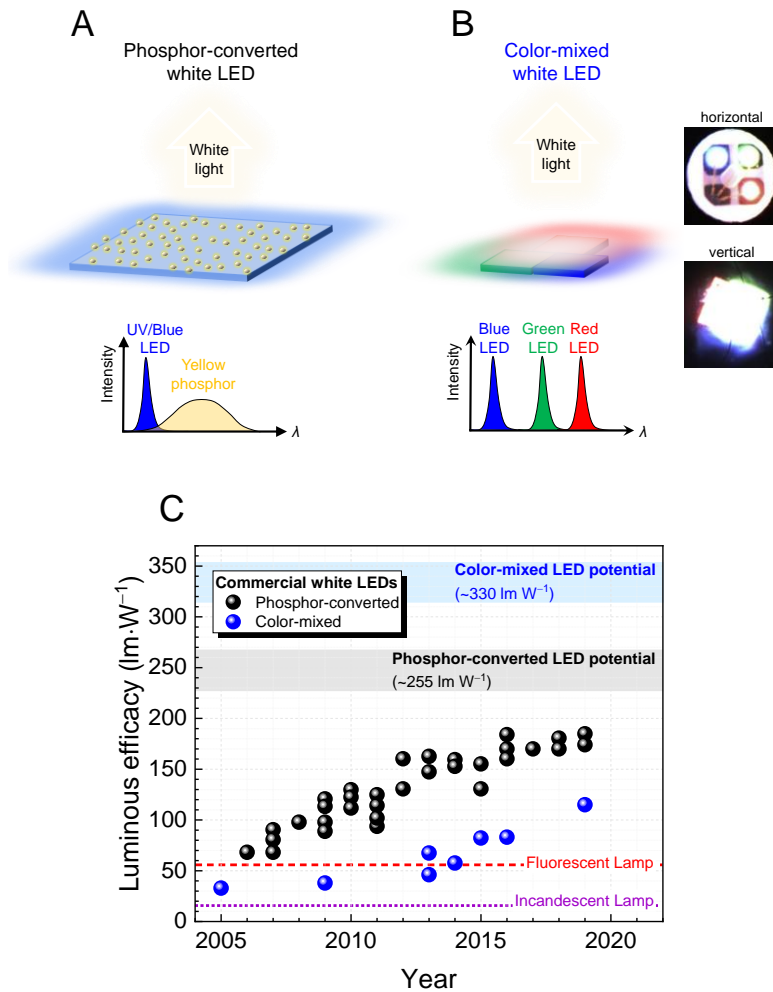 A
Phosphor-converted
white LED
White
light
UV/Blue
LED
Yellow
phosphor
Intensity
λ
B
Color-mixed
white LED
White
light
horizontal
vertical
Blue
LED
Green
LED
Red
LED
Intensity
λ
C
Luminous efficacy (lm·W⁻¹)
350
300
250
200
150
100
50
0
Color-mixed LED potential
(~330 lm W⁻¹)
Commercial white LEDs
Phosphor-converted
Color-mixed
Phosphor-converted LED potential
(~255 lm W⁻¹)
Fluorescent Lamp
Incandescent Lamp
2005
2010
2015
2020
Year